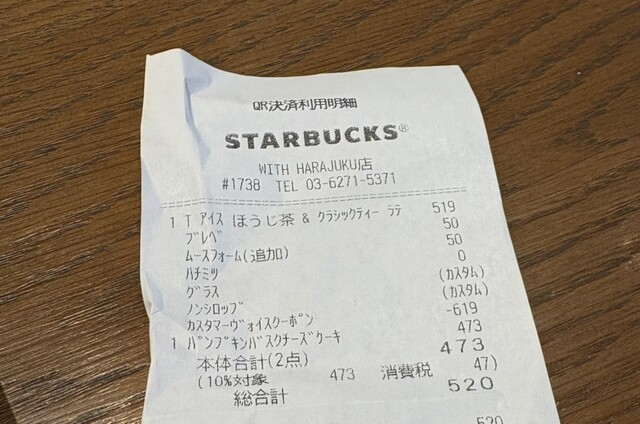 QR決済利用明細
STARBUCKS®
WITH HARAJUKU店
#1738 TEL 03-6271-5371
1 T アイス ほうじ茶 & クラシックティー ラテ 519
ブレベ 50
ムースフォーム(追加) 50
ハチミツ 0
グラス (カスタム)
ノンシロップ (カスタム)
カスタマーヴォイスクーポン -619
1 パンプキンバスクチーズケーキ 473
本体合計(2点) 473
(10%対象 473 消費税 47)
総合計 520
520